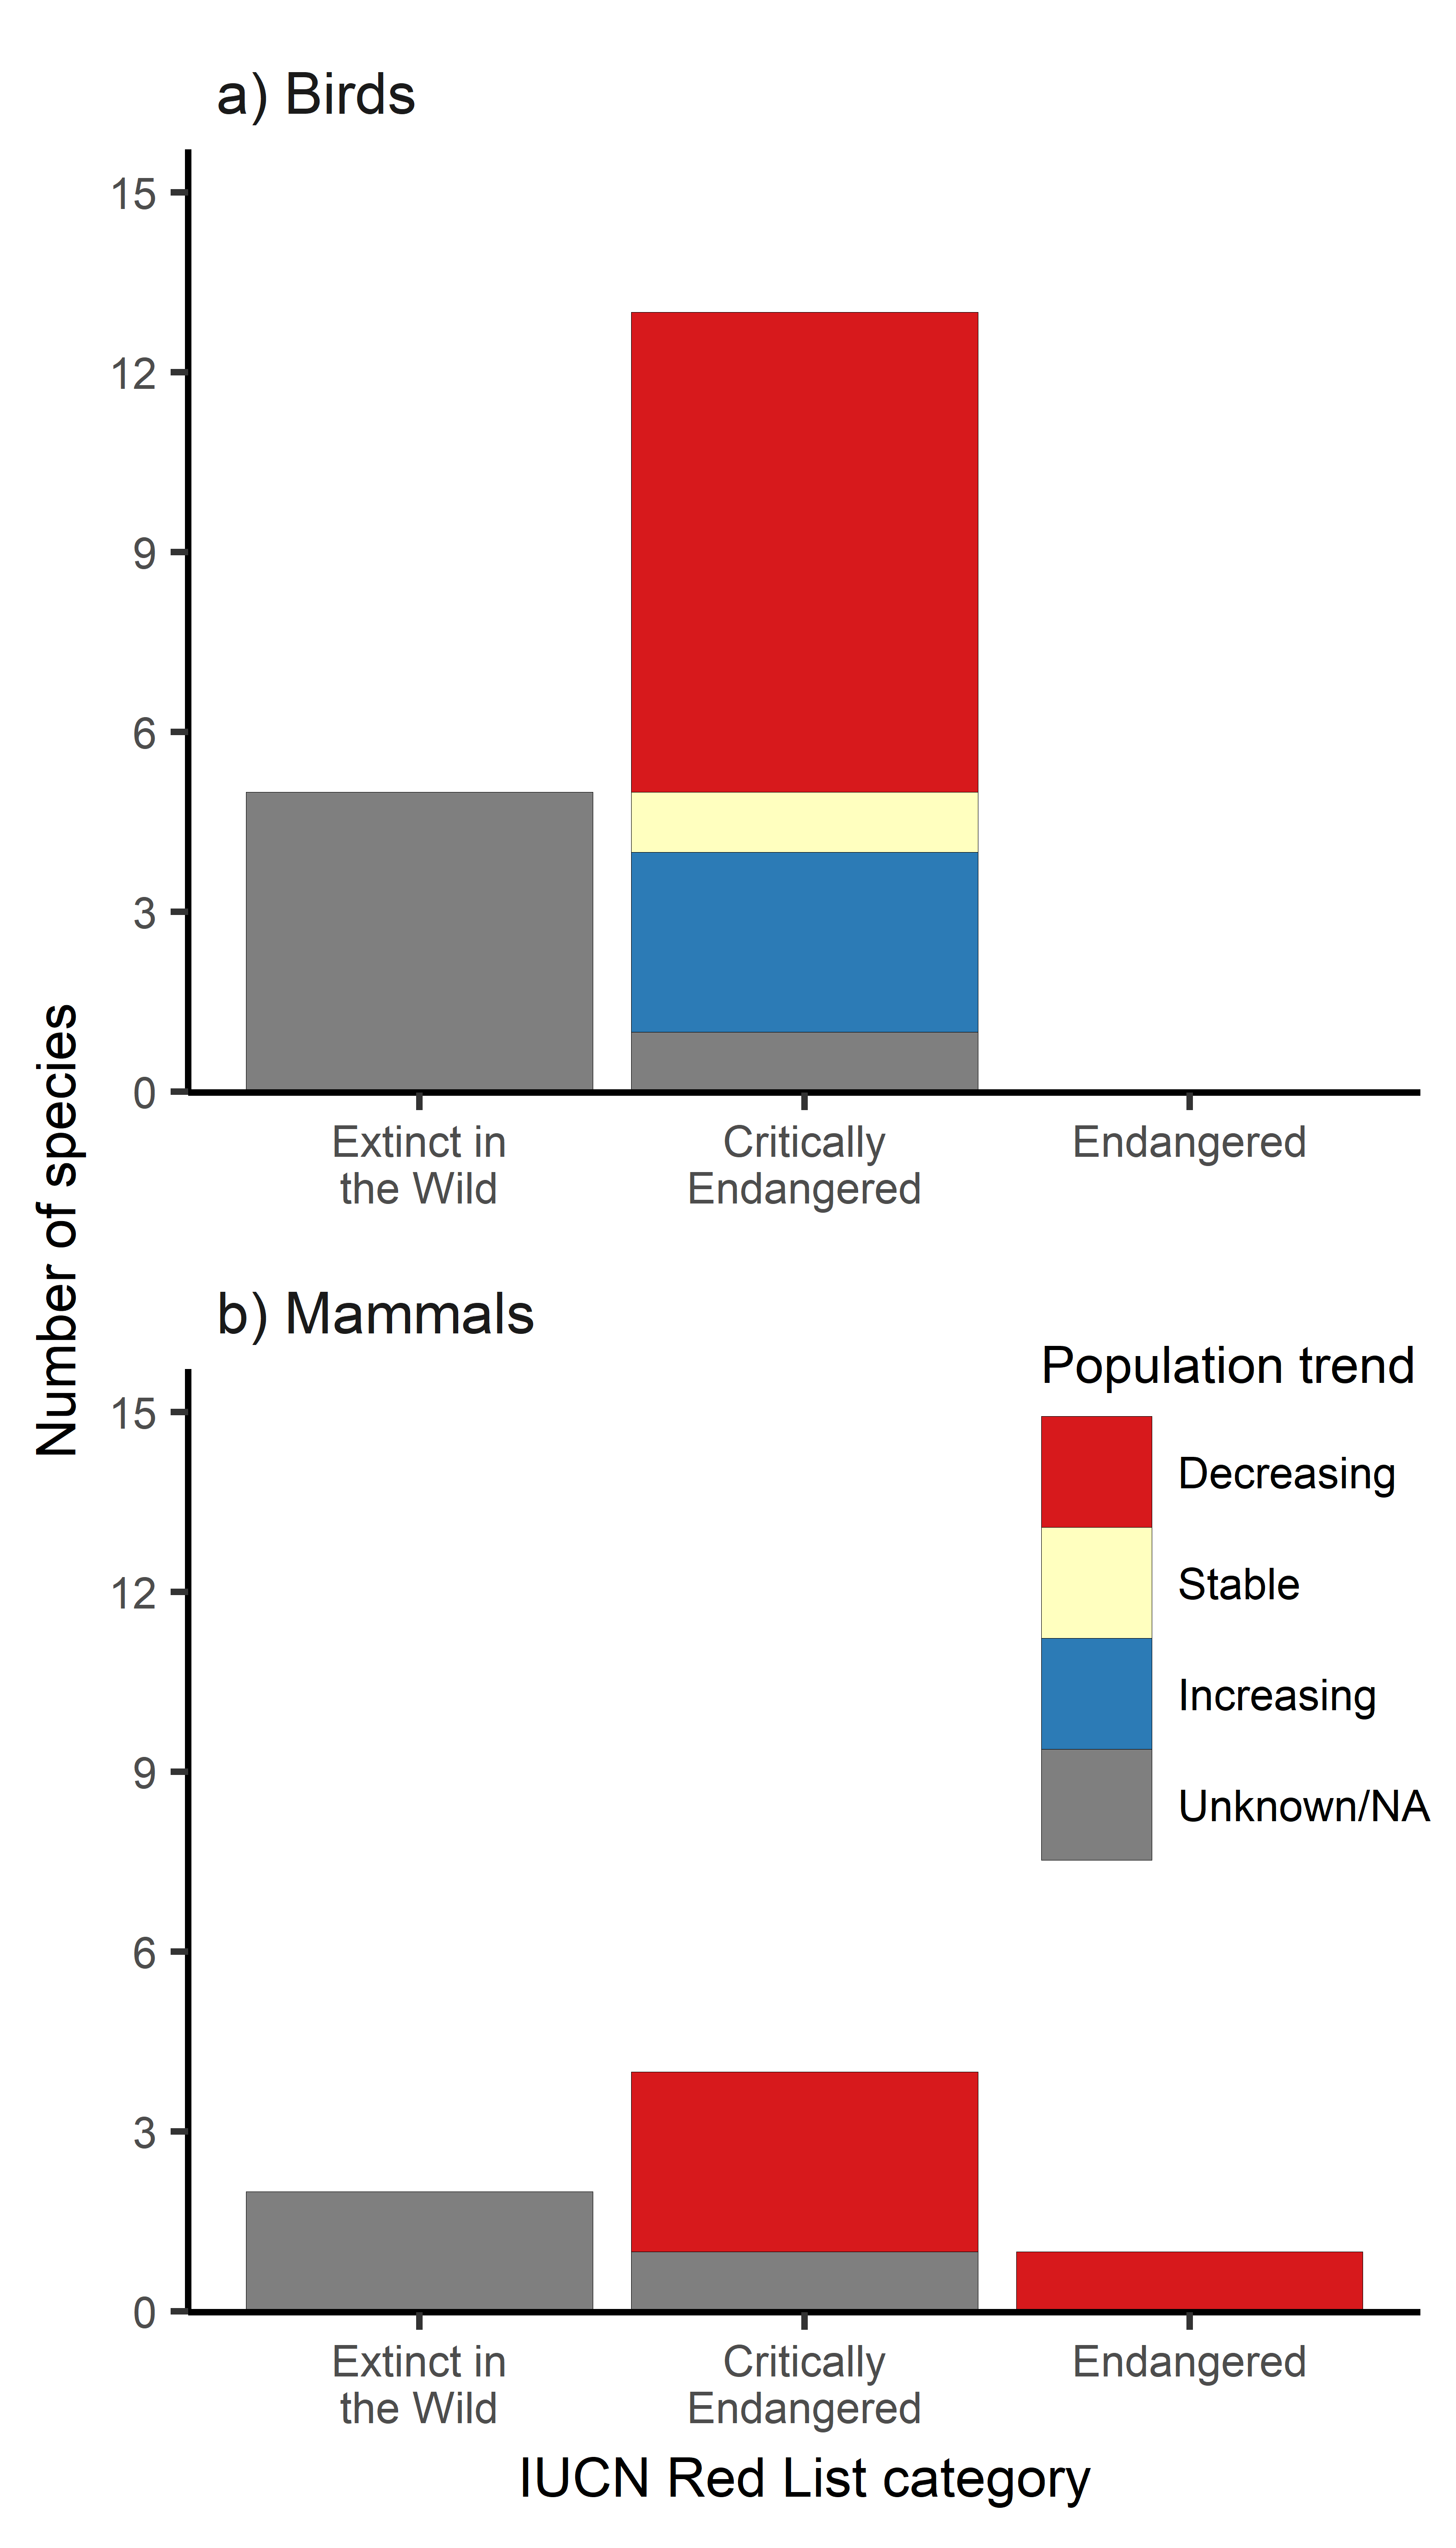 a) Birds
15
12
9
6
3
0
Extinct in
the Wild
Critically
Endangered
Endangered
Number of species
b) Mammals
15
12
9
6
3
0
Population trend
Decreasing
Stable
Increasing
Unknown/NA
Extinct in
the Wild
Critically
Endangered
Endangered
IUCN Red List category